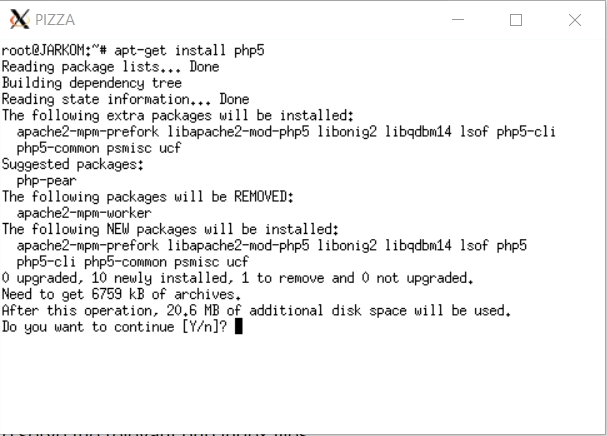 PIZZA
root@JARKOM:~# apt-get install php5
Reading package lists... Done
Building dependency tree
Reading state information... Done
The following extra packages will be installed:
apache2-mpm-prefork libapache2-mod-php5 libonig2 libqdbm14 lsof php5-cli
php5-common psmisc ucf
Suggested packages:
php-pear
The following packages will be REMOVED:
apache2-mpm-worker
The following NEW packages will be installed:
apache2-mpm-prefork libapache2-mod-php5 libonig2 libqdbm14 lsof php5
php5-cli php5-common psmisc ucf
0 upgraded, 10 newly installed, 1 to remove and 0 not upgraded.
Need to get 6759 kB of archives.
After this operation, 20.6 MB of additional disk space will be used.
Do you want to continue [Y/n]?